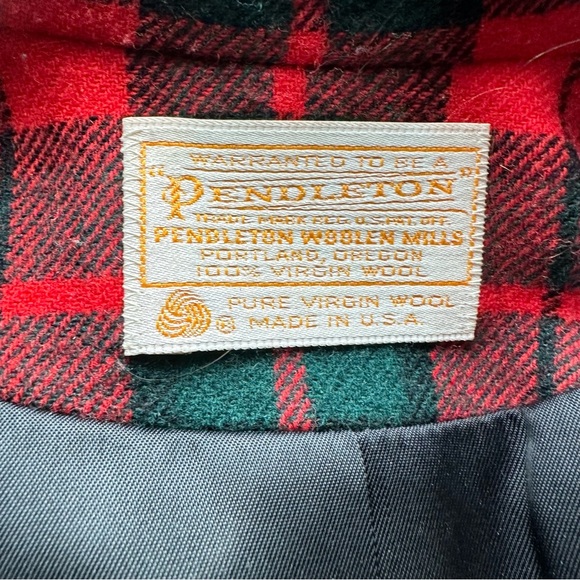 WARRANTED TO BE A
"PENDLETON"
TRADE MARK REG. U.S. PAT. OFF.
PENDLETON WOOLEN MILLS
PORTLAND, OREGON
100% VIRGIN WOOL
PURE VIRGIN WOOL
® MADE IN U.S.A.